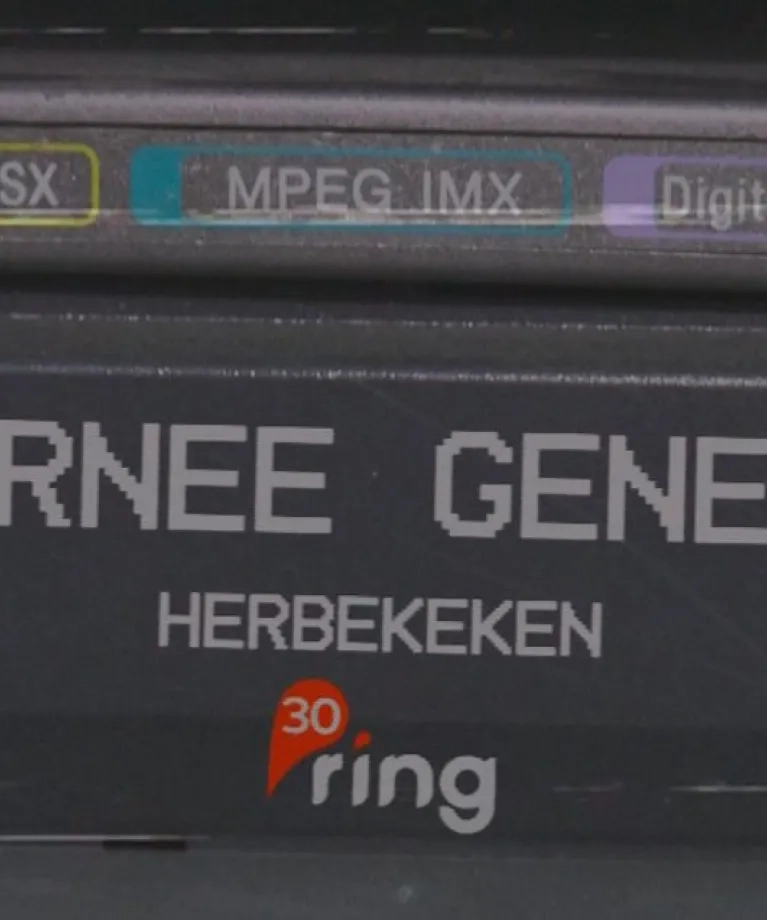 SX MPEG IMX Digit
RNEE GENE
HERBEKEKEN
30
ring